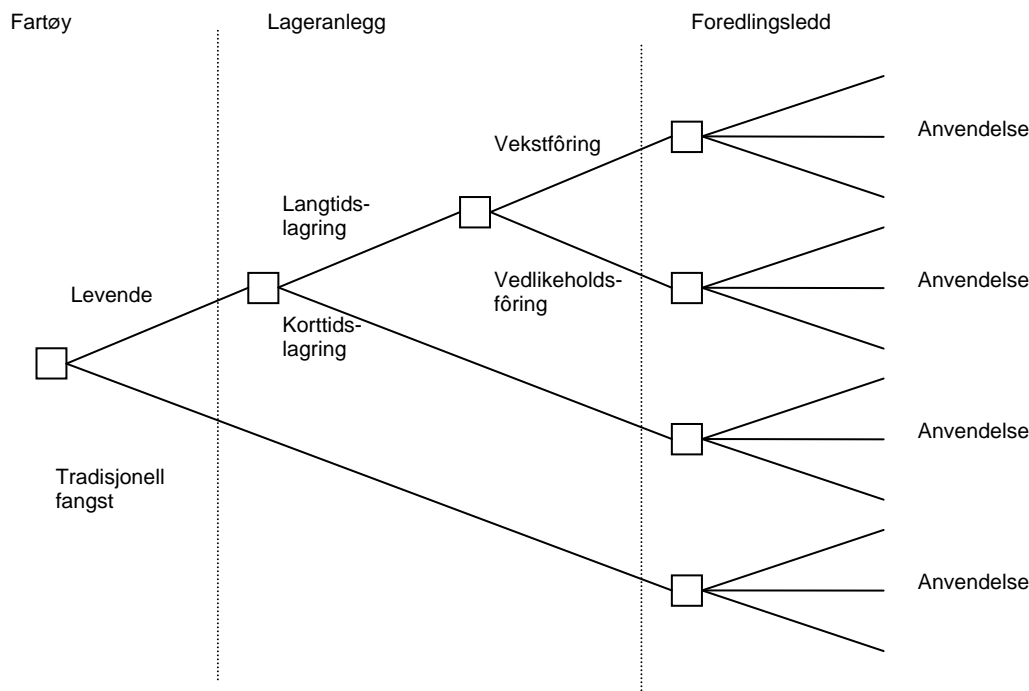 Fartøy
Lageranlegg
Foredlingsledd
Anvendelse
Vekstfôring
Langtids-
lagring
Levende
Vedlikeholds-
fôring
Anvendelse
Korttids-
lagring
Anvendelse
Tradisjonell
fangst
Anvendelse